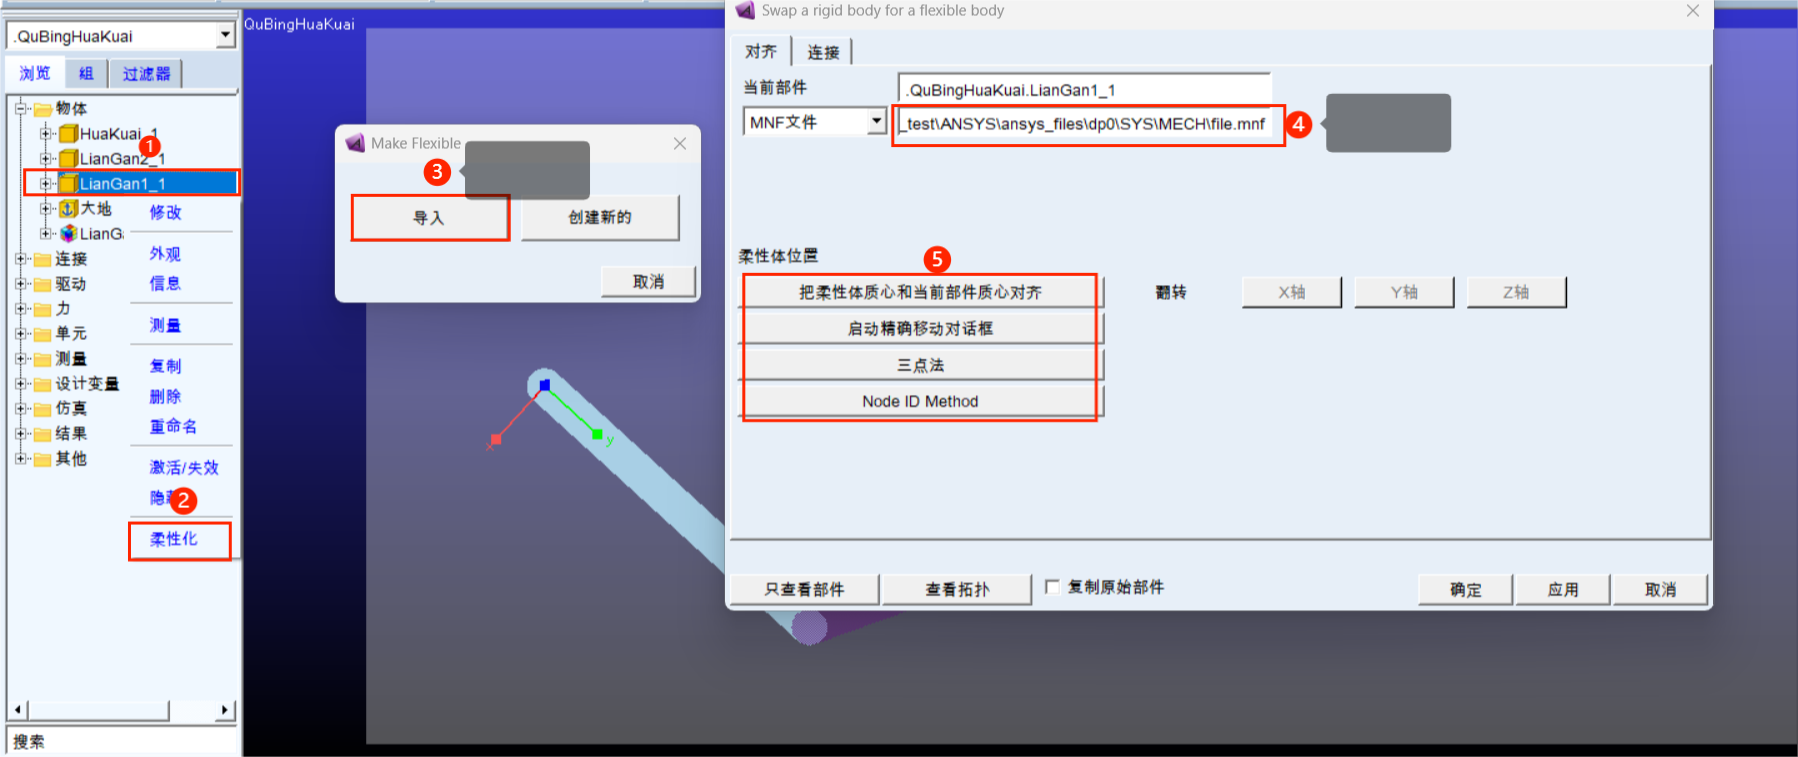 .QuBingHuaKuai
浏览 组 过滤器
物体
HuaKuai_1
1
LianGan2_1
LianGan1_1
大地
LianG
连接
驱动
力
单元
测量
设计变量
仿真
结果
其他
搜索
修改
外观
信息
测量
复制
删除
重命名
激活/失效
2
柔性化
QuBingHuaKuai
Make Flexible
3
导入 创建新的
取消
x
y
Swap a rigid body for a flexible body
对齐 连接
当前部件 .QuBingHuaKuai.LianGan1_1
MNF文件 _test\ANSYS\ansys_files\dp0\SYS\MECH\file.mnf 4
柔性体位置 5
把柔性体质心和当前部件质心对齐 翻转 X轴 Y轴 Z轴
启动精确移动对话框
三点法
Node ID Method
只查看部件 查看拓扑 复制原始部件 确定 应用 取消